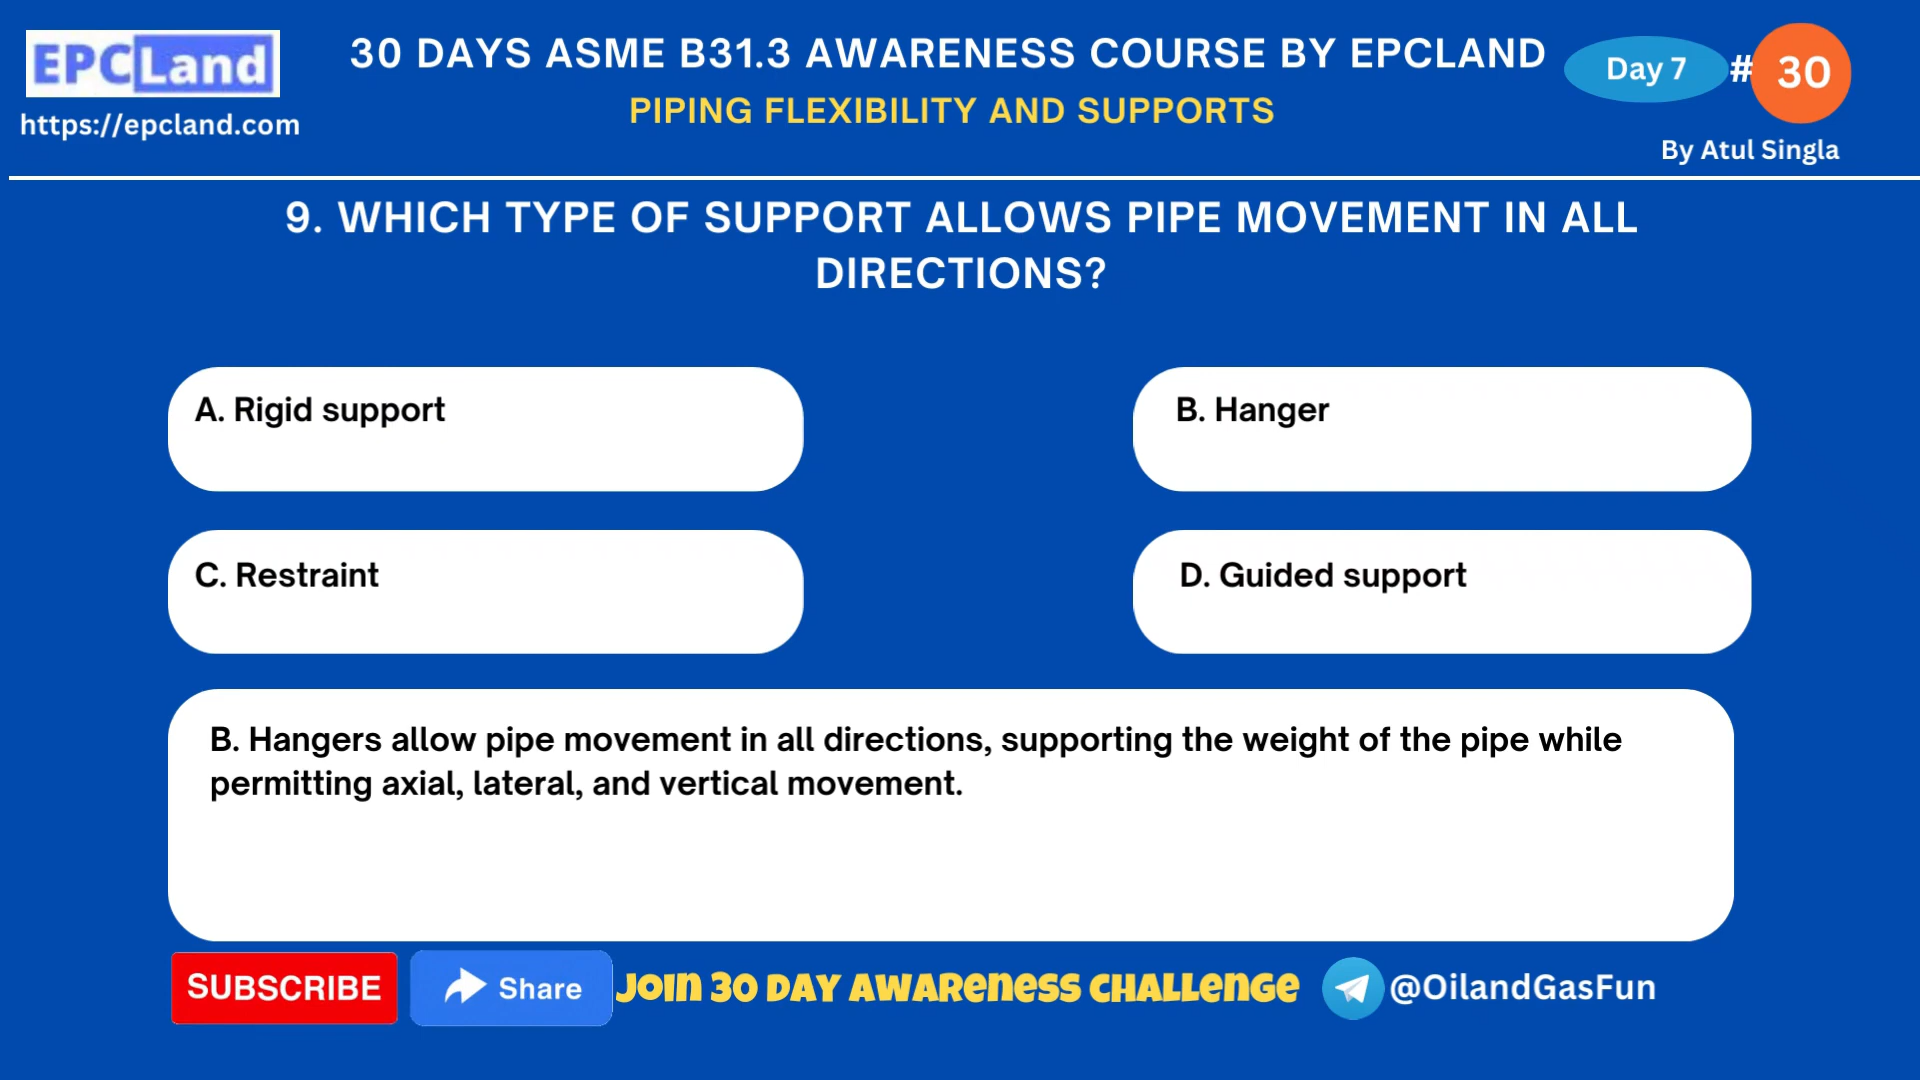 EPCLand
https://epcland.com
30 DAYS ASME B31.3 AWARENESS COURSE BY EPCLAND
PIPING FLEXIBILITY AND SUPPORTS
Day 7 # 30
By Atul Singla
9. WHICH TYPE OF SUPPORT ALLOWS PIPE MOVEMENT IN ALL
DIRECTIONS?
A. Rigid support
B. Hanger
C. Restraint
D. Guided support
B. Hangers allow pipe movement in all directions, supporting the weight of the pipe while
permitting axial, lateral, and vertical movement.
SUBSCRIBE
Share
Join 30 Day Awareness Challenge
@OilandGasFun